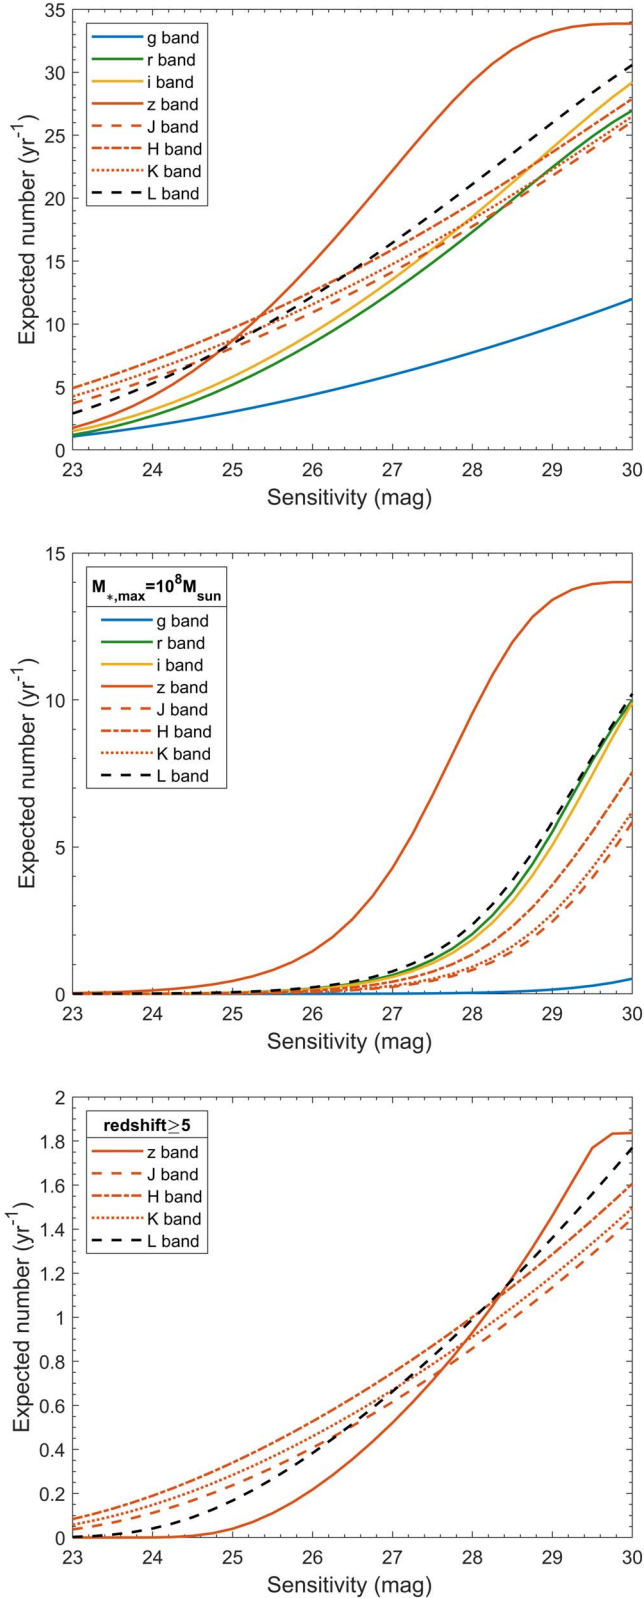 35
30
25
20
15
10
5
0
Expected number (yr⁻¹)
g band
r band
i band
z band
J band
H band
K band
L band
23 24 25 26 27 28 29 30
Sensitivity (mag)
15
10
5
0
Expected number (yr⁻¹)
M*,max=10⁸Msun
g band
r band
i band
z band
J band
H band
K band
L band
23 24 25 26 27 28 29 30
Sensitivity (mag)
2
1.8
1.6
1.4
1.2
1
0.8
0.6
0.4
0.2
0
Expected number (yr⁻¹)
redshift≥5
z band
J band
H band
K band
L band
23 24 25 26 27 28 29 30
Sensitivity (mag)